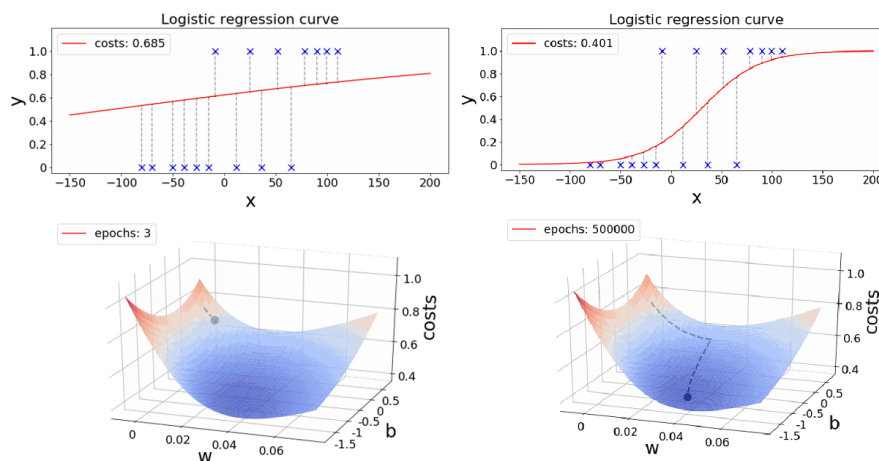 Logistic regression curve
costs: 0.685
1.0
0.8
0.6
0.4
0.2
0
y
−150 −100 −50 0 50 100 150 200
x
Logistic regression curve
costs: 0.401
1.0
0.8
0.6
0.4
0.2
0
y
−150 −100 −50 0 50 100 150 200
x
epochs: 3
1.0
0.8
0.6
0.4
costs
0.5
0
-0.5
-1
-1.5
b
0 0.02 0.04 0.06
w
epochs: 500000
1.0
0.8
0.6
0.4
costs
0.5
0
-0.5
-1
-1.5
b
0 0.02 0.04 0.06
w